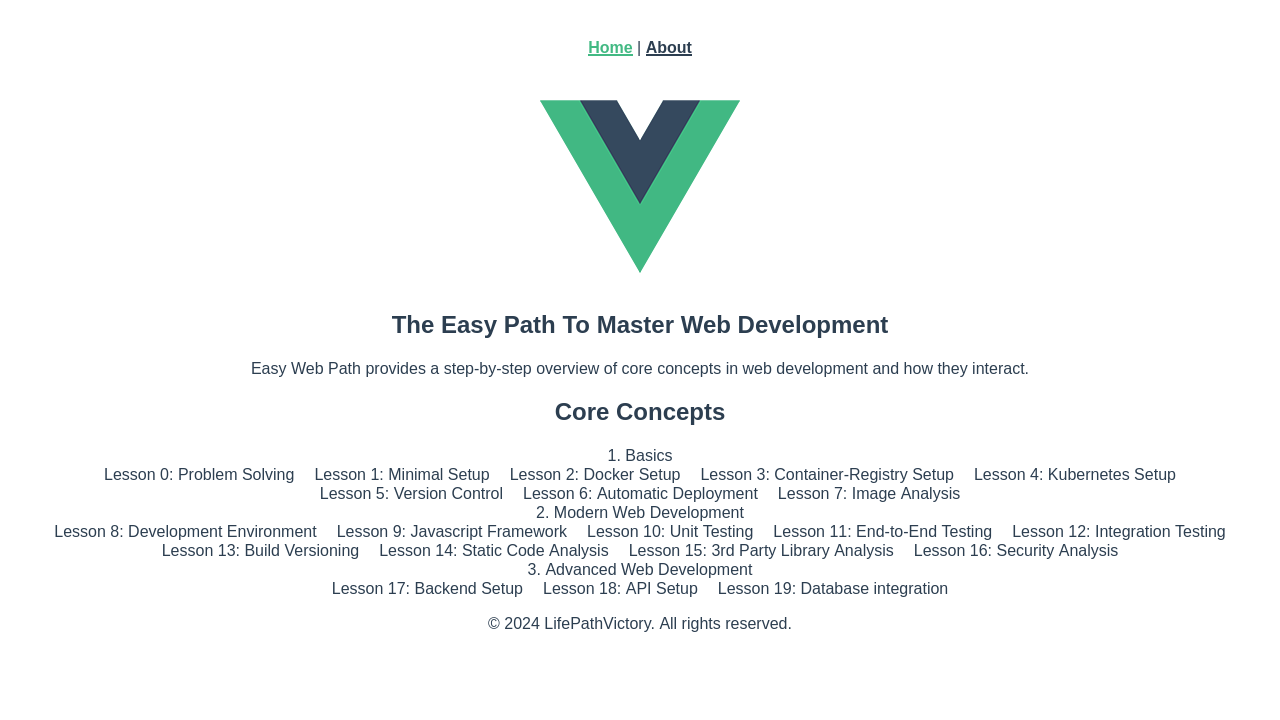 Home | About
The Easy Path To Master Web Development
Easy Web Path provides a step-by-step overview of core concepts in web development and how they interact.
Core Concepts
1. Basics
Lesson 0: Problem Solving Lesson 1: Minimal Setup Lesson 2: Docker Setup Lesson 3: Container-Registry Setup Lesson 4: Kubernetes Setup
Lesson 5: Version Control Lesson 6: Automatic Deployment Lesson 7: Image Analysis
2. Modern Web Development
Lesson 8: Development Environment Lesson 9: Javascript Framework Lesson 10: Unit Testing Lesson 11: End-to-End Testing Lesson 12: Integration Testing
Lesson 13: Build Versioning Lesson 14: Static Code Analysis Lesson 15: 3rd Party Library Analysis Lesson 16: Security Analysis
3. Advanced Web Development
Lesson 17: Backend Setup Lesson 18: API Setup Lesson 19: Database integration
© 2024 LifePathVictory. All rights reserved.